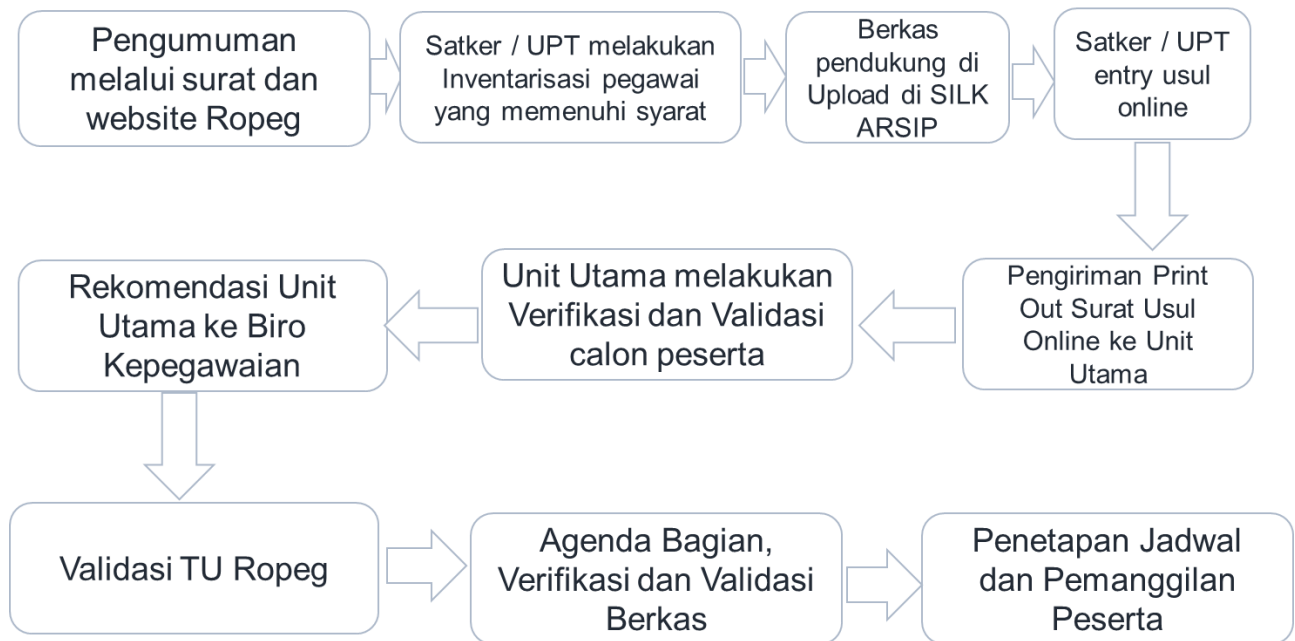 Pengumuman
melalui surat dan
website Ropeg
Satker / UPT melakukan
Inventarisasi pegawai
yang memenuhi syarat
Berkas
pendukung di
Upload di SILK
ARSIP
Satker / UPT
entry usul
online
Pengiriman Print
Out Surat Usul
Online ke Unit
Utama
Unit Utama melakukan
Verifikasi dan Validasi
calon peserta
Rekomendasi Unit
Utama ke Biro
Kepegawaian
Validasi TU Ropeg
Agenda Bagian,
Verifikasi dan Validasi
Berkas
Penetapan Jadwal
dan Pemanggilan
Peserta